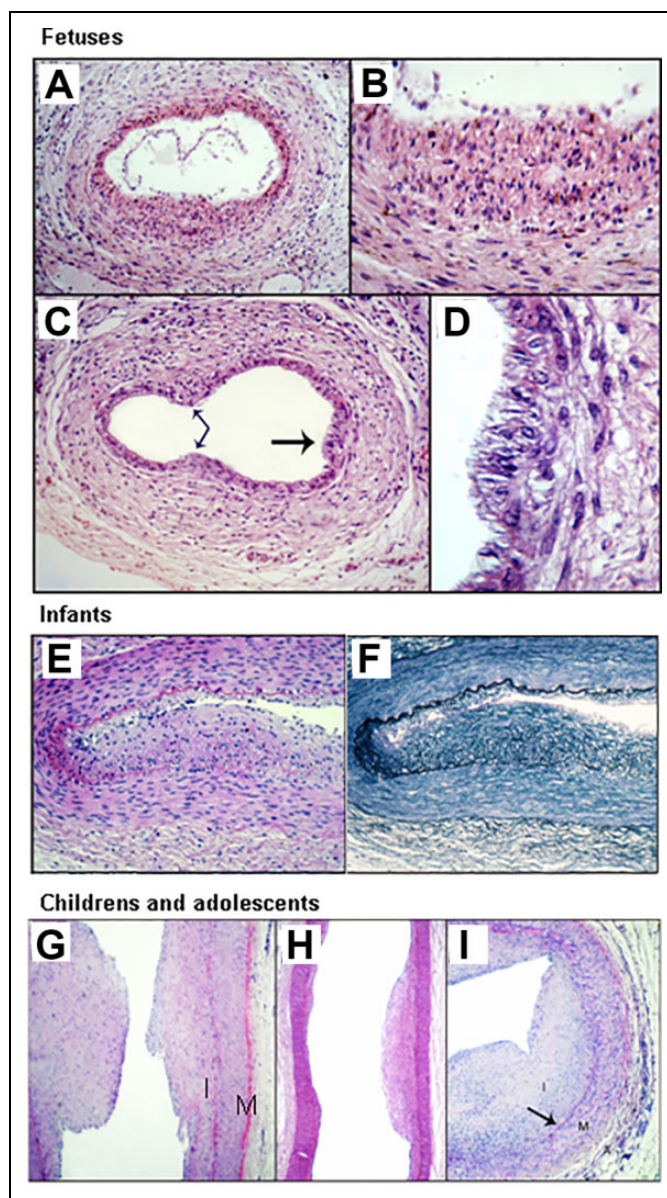 Fetuses
A B
C D
Infants
E F
Childrens and adolescents
G H I
I M
I
M
A